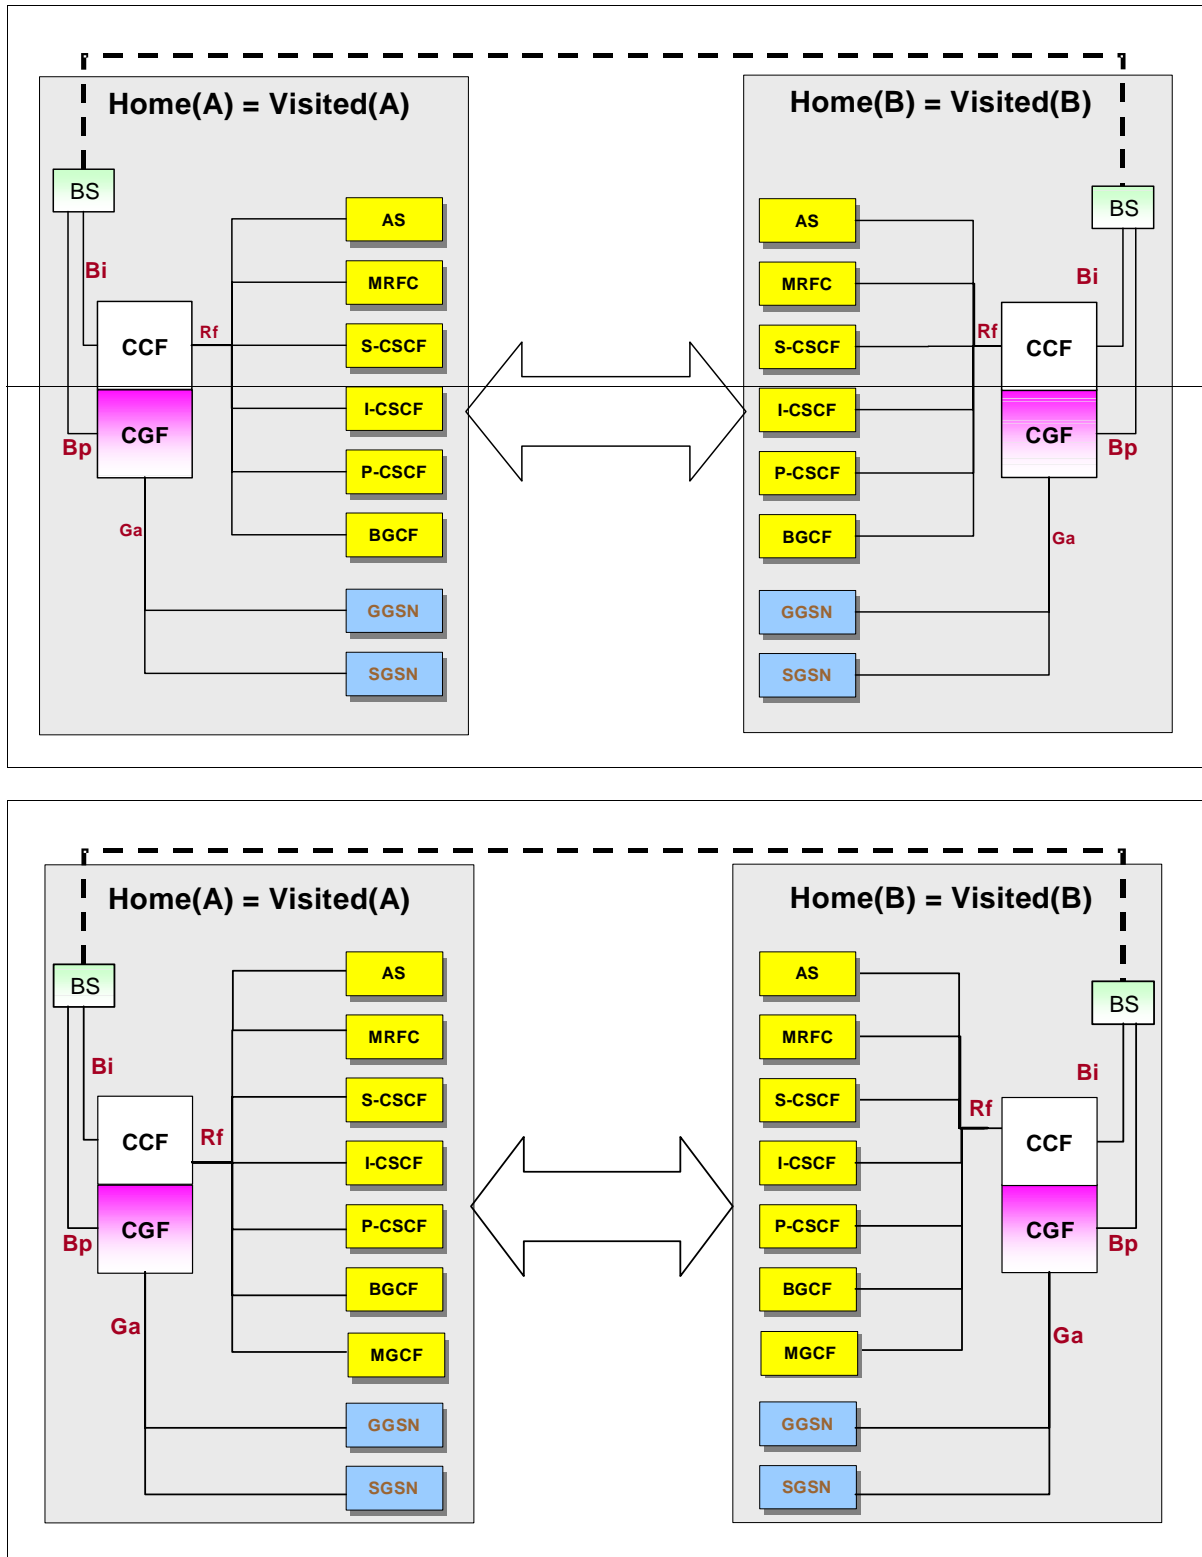 Home(A) = Visited(A)
Home(B) = Visited(B)
BS
BS
AS
AS
Bi
MRFC
MRFC
Bi
Rf
S-CSCF
S-CSCF
Rf
CCF
CCF
I-CSCF
I-CSCF
CGF
CGF
Bp
P-CSCF
P-CSCF
Bp
Ga
BGCF
BGCF
Ga
GGSN
GGSN
SGSN
SGSN
Home(A) = Visited(A)
Home(B) = Visited(B)
AS
AS
BS
BS
MRFC
MRFC
Bi
Bi
S-CSCF
S-CSCF
Rf
Rf
CCF
CCF
I-CSCF
I-CSCF
P-CSCF
P-CSCF
CGF
CGF
Bp
Bp
BGCF
BGCF
Ga
Ga
MGCF
MGCF
GGSN
GGSN
SGSN
SGSN